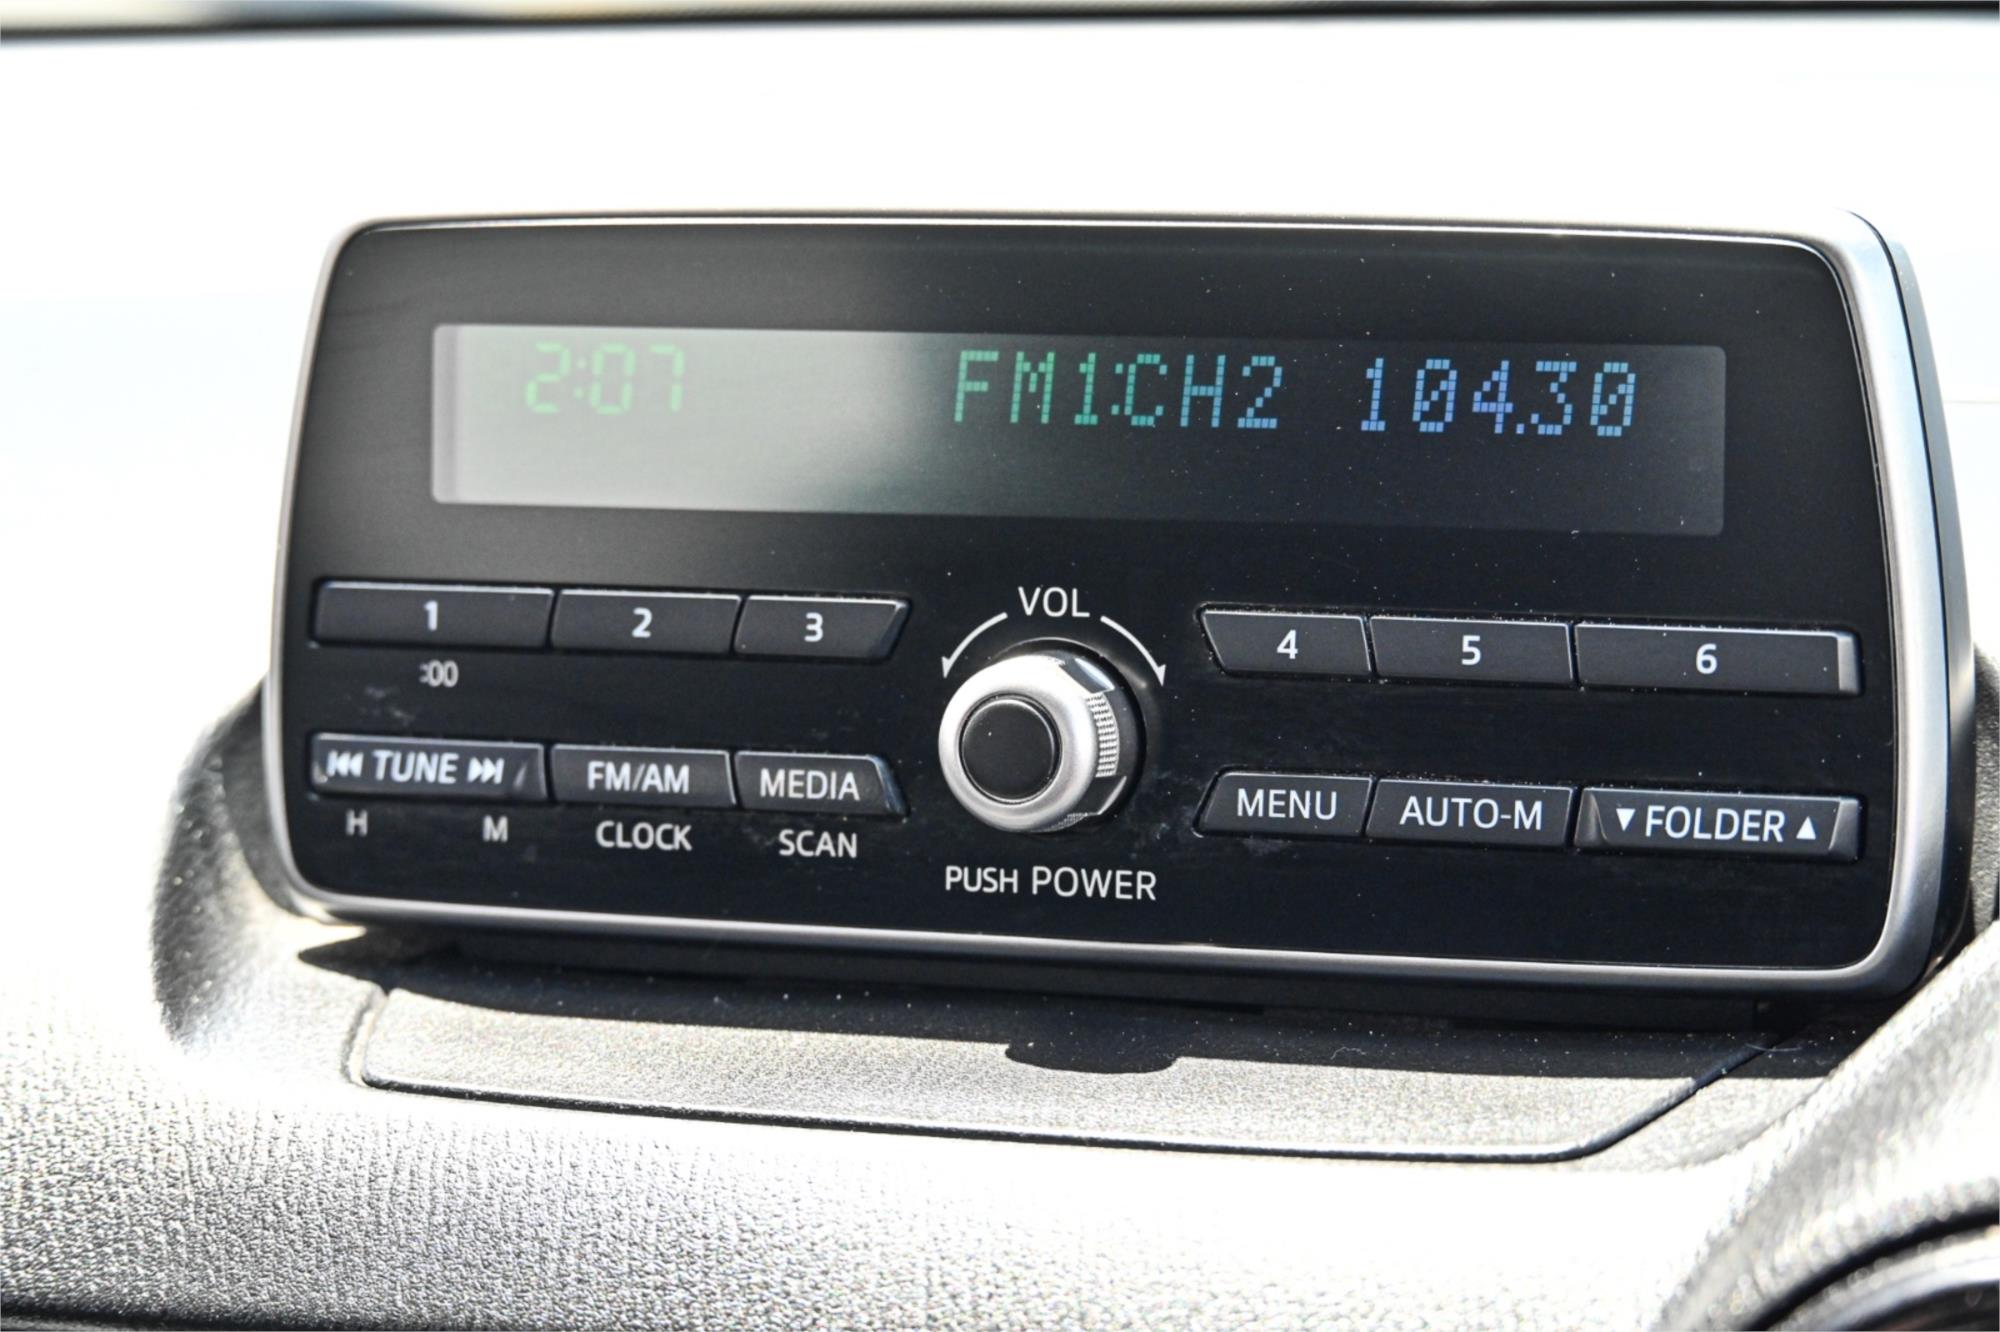 2:07 FM1:CH2 104.30
VOL
1 2 3 4 5 6
:00
⏮ TUNE ⏭ FM/AM MEDIA MENU AUTO-M ▼ FOLDER ▲
H M CLOCK SCAN
PUSH POWER